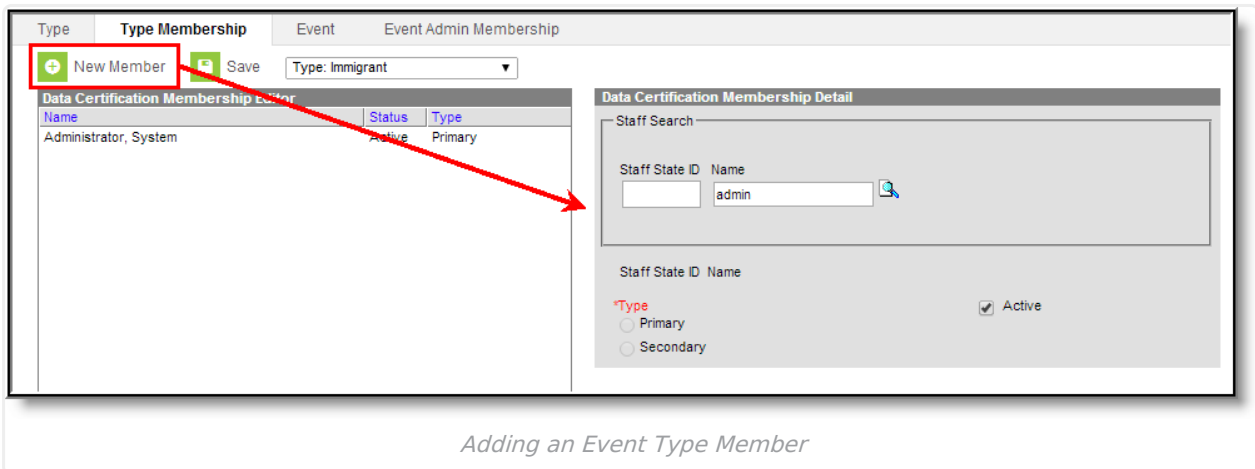 Type Type Membership Event Event Admin Membership
New Member Save Type: Immigrant
Data Certification Membership Editor
Name Status Type
Administrator, System Active Primary
Data Certification Membership Detail
Staff Search
Staff State ID Name
admin
Staff State ID Name
*Type Active
Primary
Secondary
Adding an Event Type Member